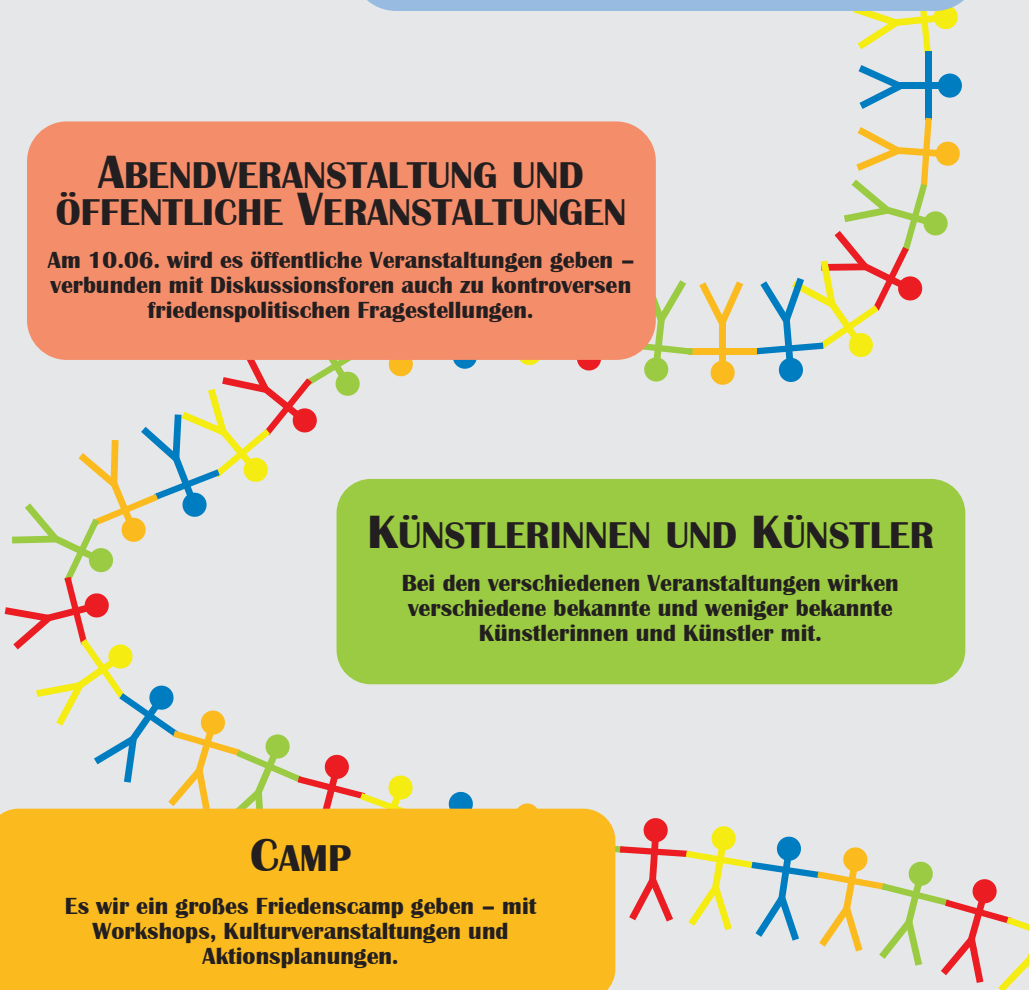 Abendveranstaltung und
öffentliche Veranstaltungen
Am 10.06. wird es öffentliche Veranstaltungen geben –
verbunden mit Diskussionsforen auch zu kontroversen
friedenspolitischen Fragestellungen.
Künstlerinnen und Künstler
Bei den verschiedenen Veranstaltungen wirken
verschiedene bekannte und weniger bekannte
Künstlerinnen und Künstler mit.
Camp
Es wir ein großes Friedenscamp geben – mit
Workshops, Kulturveranstaltungen und
Aktionsplanungen.